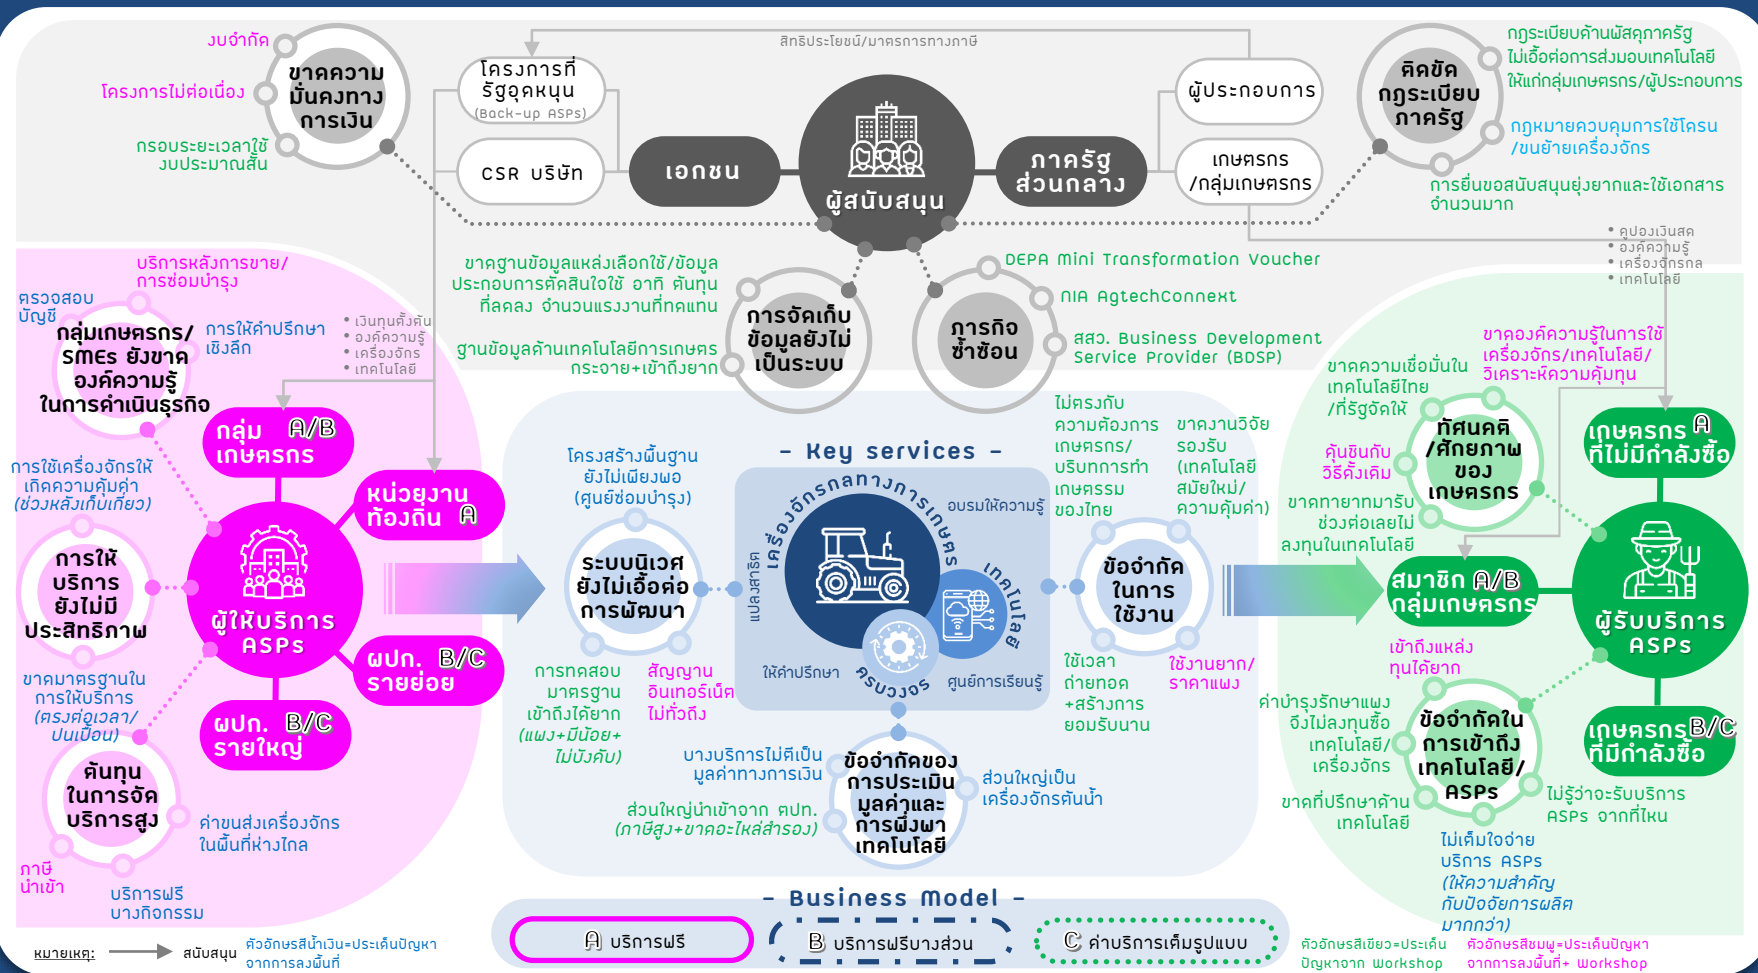 งบจำกัด
โครงการไม่ต่อเนื่อง
กรอบระยะเวลาใช้
งบประมาณสั้น
ขาดความ
มั่นคงทาง
การเงิน
โครงการที่
รัฐอุดหนุน
(Back-up ASPs)
CSR บริษัท
เอกชน
สิทธิประโยชน์/มาตรการทางภาษี
ผู้สนับสนุน
ภาครัฐ
ส่วนกลาง
ผู้ประกอบการ
เกษตรกร
/กลุ่มเกษตรกร
ติดขัด
กฎระเบียบ
ภาครัฐ
กฎระเบียบด้านพัสดุภาครัฐ
ไม่เอื้อต่อการส่งมอบเทคโนโลยี
ให้แก่กลุ่มเกษตรกร/ผู้ประกอบการ
กฎหมายควบคุมการใช้โดรน
/ขนย้ายเครื่องจักร
การยื่นขอสนับสนุนยุ่งยากและใช้เอกสาร
จำนวนมาก
• คูปองเงินสด
• องค์ความรู้
• เครื่องจักรกล
• เทคโนโลยี
ขาดฐานข้อมูลแหล่งเลือกใช้/ข้อมูล
ประกอบการตัดสินใจใช้ อาทิ ต้นทุน
ที่ลดลง จำนวนแรงงานที่ทดแทน
ฐานข้อมูลด้านเทคโนโลยีการเกษตร
กระจาย+เข้าถึงยาก
การจัดเก็บ
ข้อมูลยังไม่
เป็นระบบ
ภารกิจ
ซ้ำซ้อน
DEPA Mini Transformation Voucher
NIA AgtechConnext
สสว. Business Development
Service Provider (BDSP)
บริการหลังการขาย/
การซ่อมบำรุง
ตรวจสอบ
บัญชี
การให้คำปรึกษา
เชิงลึก
กลุ่มเกษตรกร/
SMEs ยังขาด
องค์ความรู้
ในการดำเนินธุรกิจ
• เงินทุนตั้งต้น
• องค์ความรู้
• เครื่องจักร
• เทคโนโลยี
กลุ่ม A/B
เกษตรกร
หน่วยงาน
ท้องถิ่น A
ผู้ให้บริการ
ASPs
ผปก. B/C
รายย่อย
ผปก. B/C
รายใหญ่
การใช้เครื่องจักรให้
เกิดความคุ้มค่า
(ช่วงหลังเก็บเกี่ยว)
การให้
บริการ
ยังไม่มี
ประสิทธิภาพ
ขาดมาตรฐานใน
การให้บริการ
(ตรงต่อเวลา/
ปนเปื้อน)
ต้นทุน
ในการจัด
บริการสูง
ค่าขนส่งเครื่องจักร
ในพื้นที่ห่างไกล
ภาษี
นำเข้า
บริการฟรี
บางกิจกรรม
โครงสร้างพื้นฐาน
ยังไม่เพียงพอ
(ศูนย์ซ่อมบำรุง)
ระบบนิเวศ
ยังไม่เอื้อต่อ
การพัฒนา
การทดสอบ
มาตรฐาน
เข้าถึงได้ยาก
(แพง+มีน้อย+
ไม่บังคับ)
สัญญาน
อินเทอร์เน็ต
ไม่ทั่วถึง
– Key services –
เครื่องจักรกลทางการเกษตร
เทคโนโลยี
ครบวงจร
แปลงสาธิต
อบรมให้ความรู้
ให้คำปรึกษา
ศูนย์การเรียนรู้
ไม่ตรงกับ
ความต้องการ
เกษตรกร/
บริบทการทำ
เกษตรรม
ของไทย
ขาดงานวิจัย
รองรับ
(เทคโนโลยี
สมัยใหม่/
ความคุ้มค่า)
ข้อจำกัด
ในการ
ใช้งาน
ใช้เวลา
ถ่ายทอด
+สร้างการ
ยอมรับนาน
ใช้งานยาก/
ราคาแพง
บางบริการไม่ตีเป็น
มูลค่าทางการเงิน
ส่วนใหญ่นำเข้าจาก ตปท.
(ภาษีสูง+ขาดอะไหล่สำรอง)
ข้อจำกัดของ
การประเมิน
มูลค่าและ
การพึ่งพา
เทคโนโลยี
ส่วนใหญ่เป็น
เครื่องจักรต้นน้ำ
ขาดองค์ความรู้ในการใช้
เครื่องจักร/เทคโนโลยี/
วิเคราะห์ความคุ้มทุน
ขาดความเชื่อมั่นใน
เทคโนโลยีไทย
/ที่รัฐจัดให้
คุ้นชินกับ
วิธีดั้งเดิม
ขาดทายาทมารับ
ช่วงต่อเลยไม่
ลงทุนในเทคโนโลยี
ทัศนคติ
/ศักยภาพ
ของ
เกษตรกร
เกษตรกร A
ที่ไม่มีกำลังซื้อ
สมาชิก A/B
กลุ่มเกษตรกร
ผู้รับบริการ
ASPs
เกษตรกร B/C
ที่มีกำลังซื้อ
เข้าถึงแหล่ง
ทุนได้ยาก
ค่าบำรุงรักษาแพง
จึงไม่ลงทุนซื้อ
เทคโนโลยี/
เครื่องจักร
ขาดที่ปรึกษาด้าน
เทคโนโลยี
ข้อจำกัดใน
การเข้าถึง
เทคโนโลยี/
ASPs
ไม่รู้ว่าจะรับบริการ
ASPs จากที่ไหน
ไม่เต็มใจจ่าย
บริการ ASPs
(ให้ความสำคัญ
กับปัจจัยการผลิต
มากกว่า)
– Business Model –
A บริการฟรี
B บริการฟรีบางส่วน
C ค่าบริการเต็มรูปแบบ
หมายเหตุ:
สนับสนุน
ตัวอักษรสีน้ำเงิน=ประเด็นปัญหา
จากการลงพื้นที่
ตัวอักษรสีเขียว=ประเด็น
ปัญหาจาก Workshop
ตัวอักษรสีชมพู=ประเด็นปัญหา
จากการลงพื้นที่+ Workshop